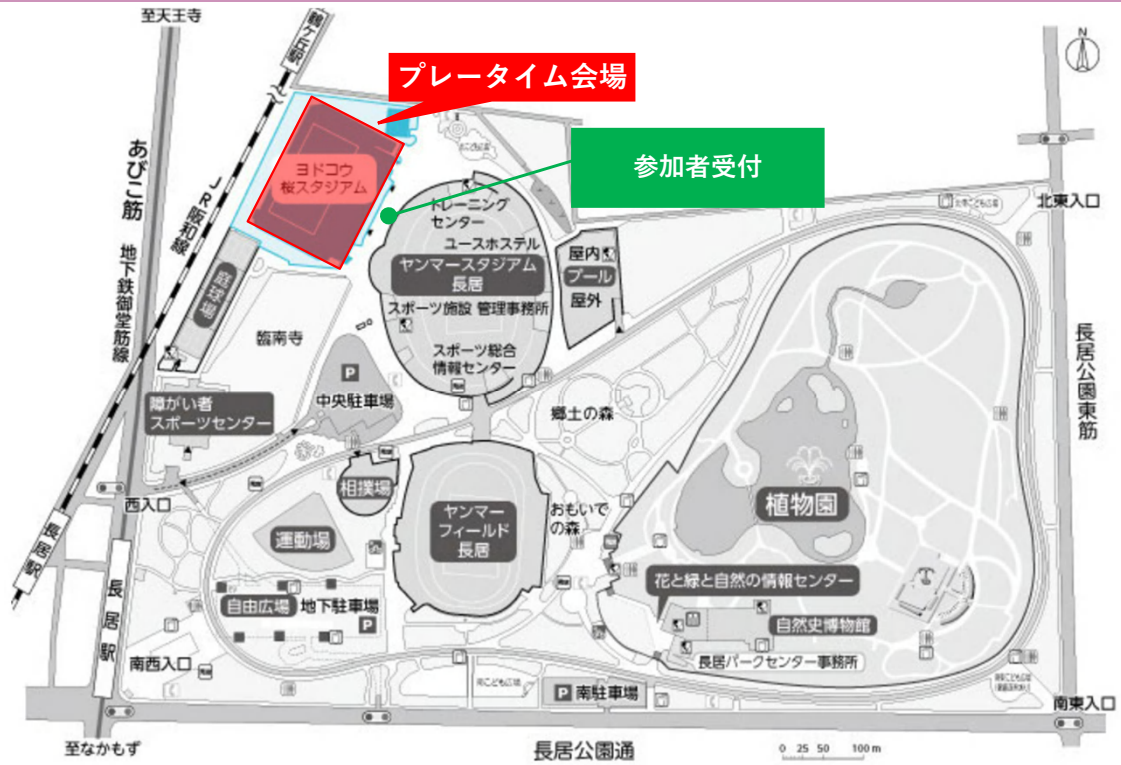 至天王寺
鶴ケ丘駅
N
プレータイム会場
参加者受付
ヨドコウ
桜スタジアム
あびこ筋
地下鉄御堂筋線
JR阪和線
トレーニング
センター
ユースホステル
ヤンマースタジアム
長居
スポーツ施設 管理事務所
スポーツ総合
情報センター
屋内
プール
屋外
北東入口
庭球場
臨南寺
P
中央駐車場
障がい者
スポーツセンター
郷土の森
長居公園東筋
西入口
相撲場
運動場
ヤンマー
フィールド
長居
おもいで
の森
植物園
長居駅
長居駅
自由広場
地下駐車場
P
花と緑と自然の情報センター
自然史博物館
長居パークセンター事務所
南西入口
P 南駐車場
南東入口
至なかもず
長居公園通
0 25 50 100m